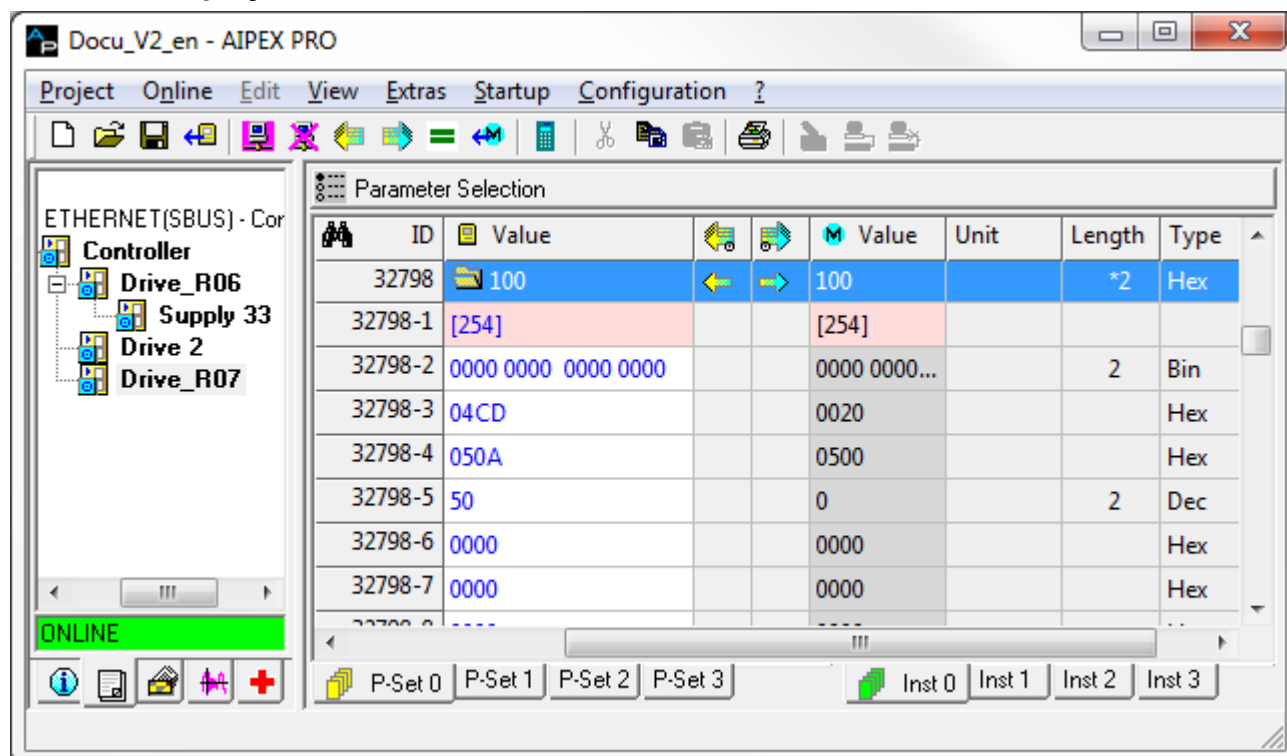 Docu_V2_en - AIPEX PRO
Project Online Edit View Extras Startup Configuration ?
Parameter Selection
ETHERNET(SBUS) - Cor
Controller
Drive_R06
Supply 33
Drive 2
Drive_R07
ONLINE
ID Value Value Unit Length Type
32798 100 100 *2 Hex
32798-1 [254] [254]
32798-2 0000 0000 0000 0000 0000 0000... 2 Bin
32798-3 04CD 0020 Hex
32798-4 050A 0500 Hex
32798-5 50 0 2 Dec
32798-6 0000 0000 Hex
32798-7 0000 0000 Hex
P-Set 0 P-Set 1 P-Set 2 P-Set 3 Inst 0 Inst 1 Inst 2 Inst 3